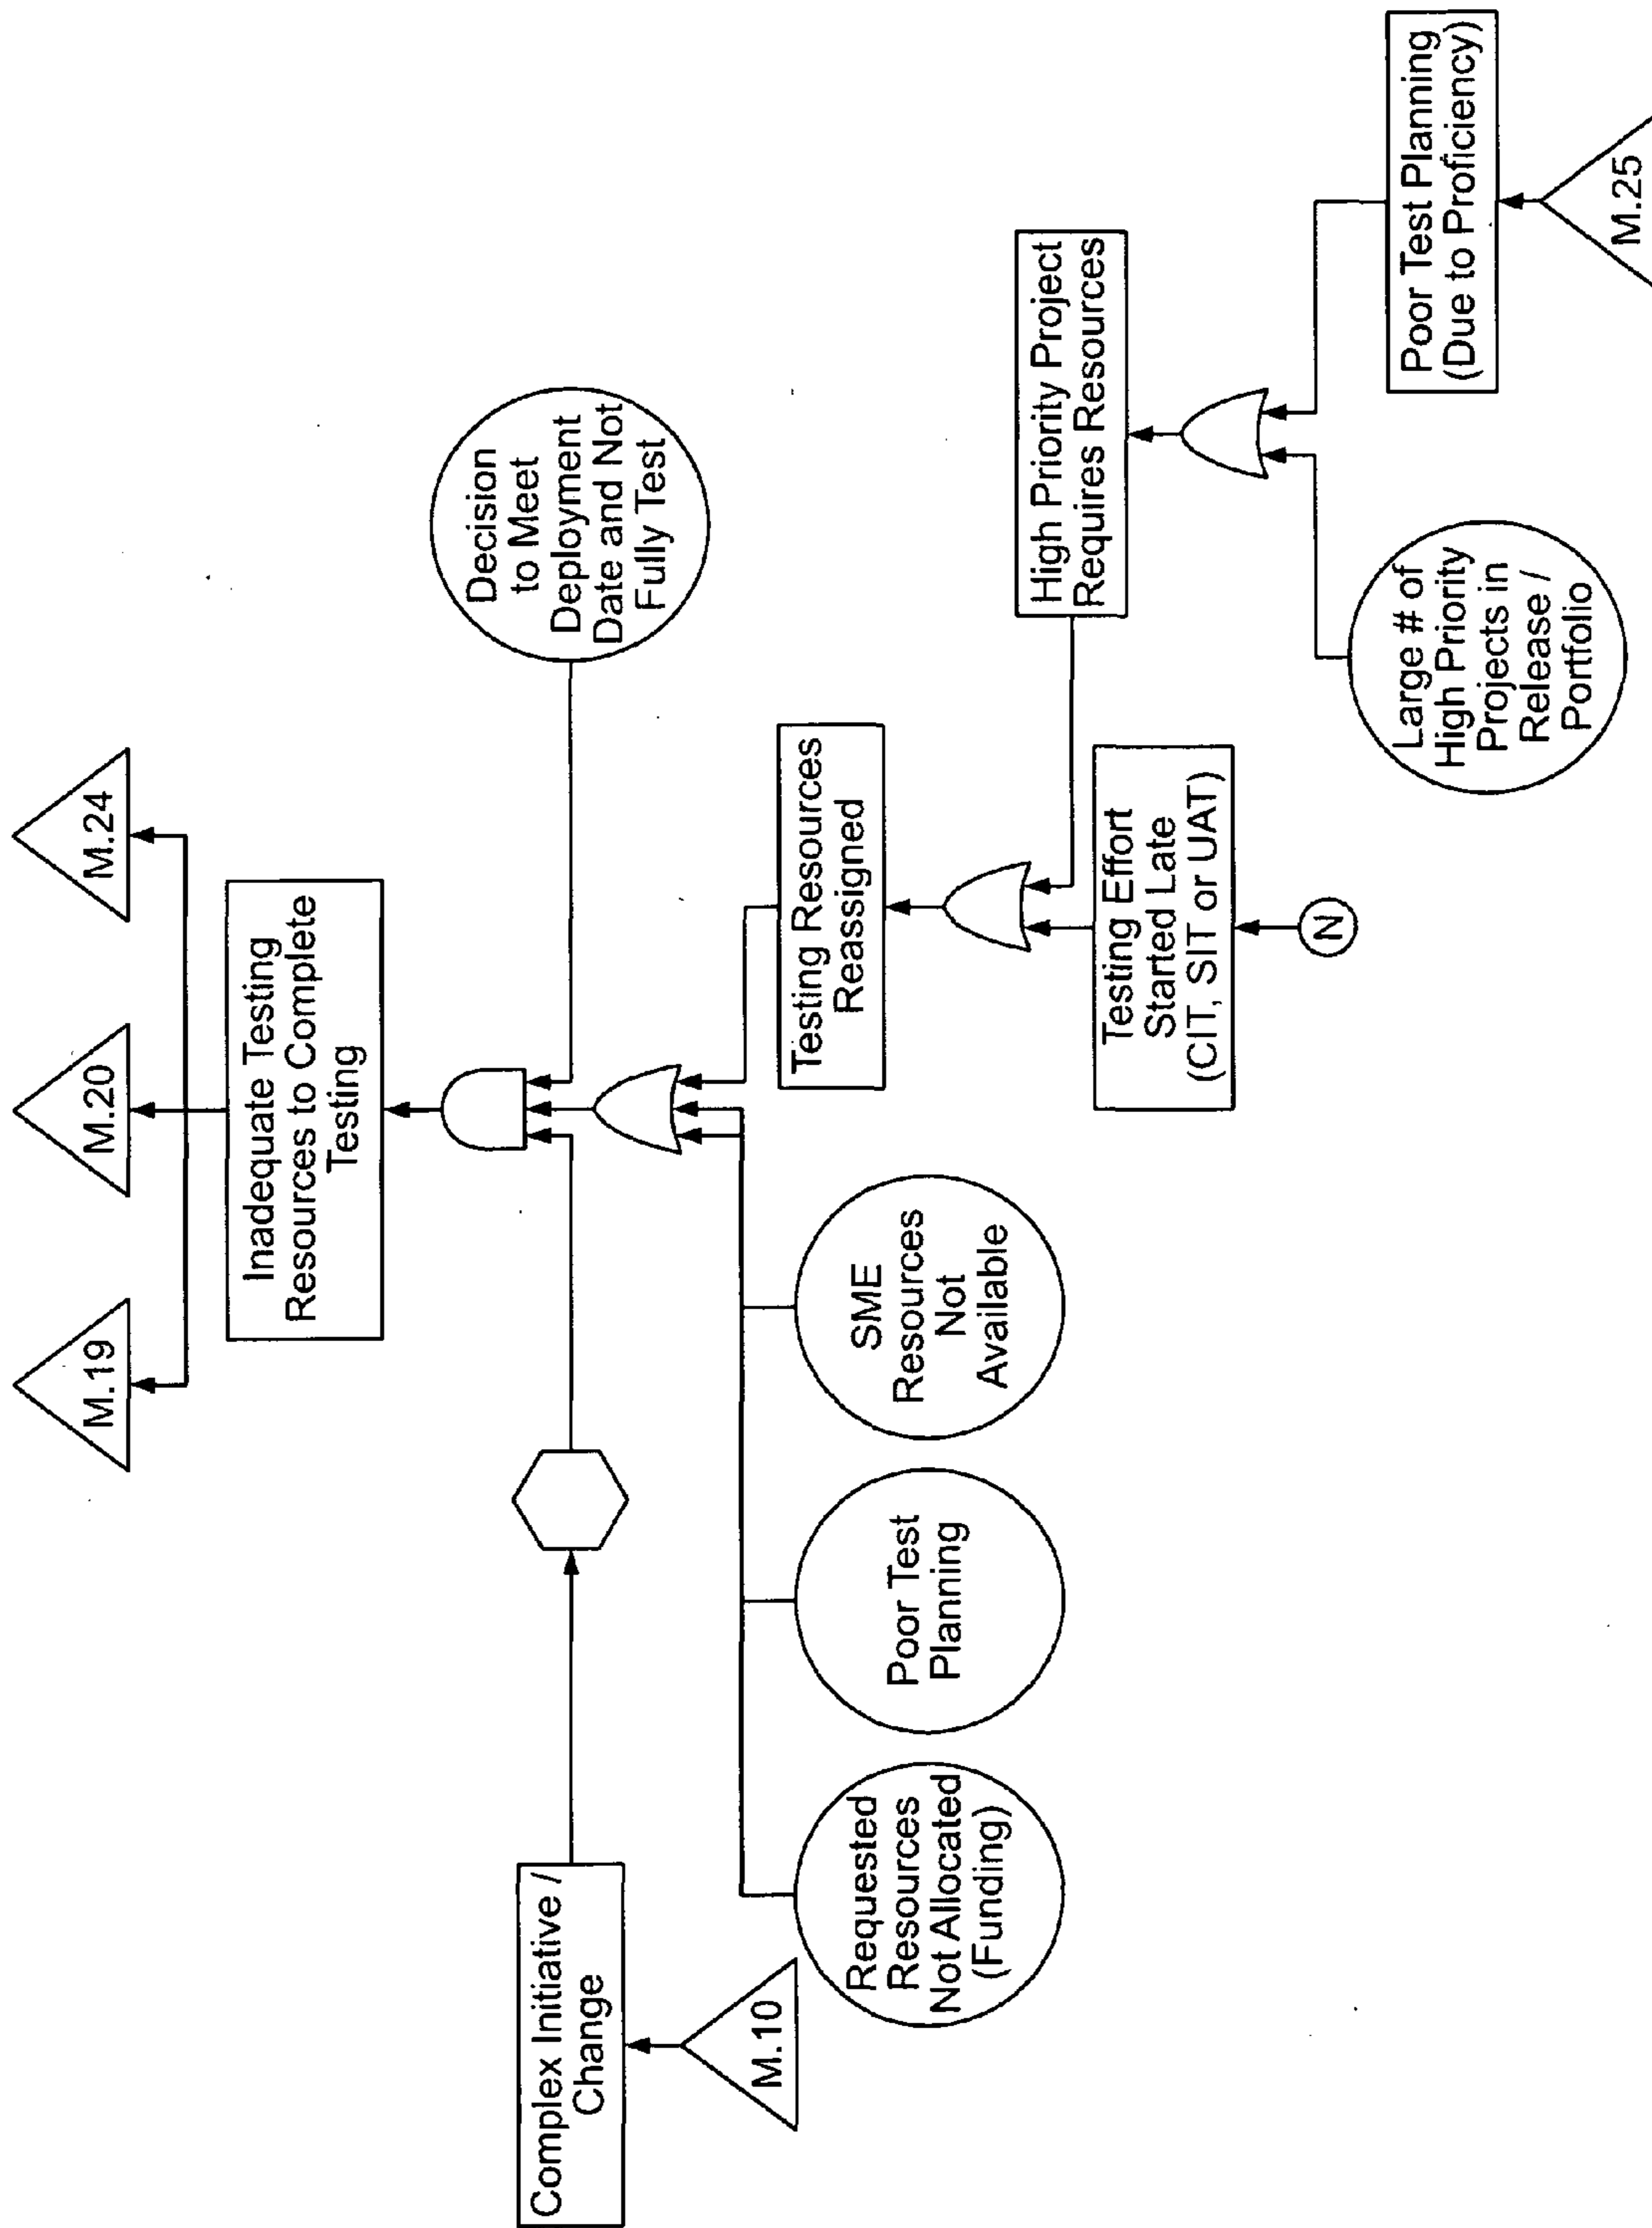 M.19
M.20
M.24
Inadequate Testing
Resources to Complete
Testing
Complex Initiative /
Change
M.10
Decision
to Meet
Deployment
Date and Not
Fully Test
Requested
Resources
Not Allocated
(Funding)
Poor Test
Planning
SME
Resources
Not
Available
Testing Resources
Reassigned
Testing Effort
Started Late
(CIT, SIT or UAT)
N
High Priority Project
Requires Resources
Large # of
High Priority
Projects in
Release /
Portfolio
Poor Test Planning
(Due to Proficiency)
M.25